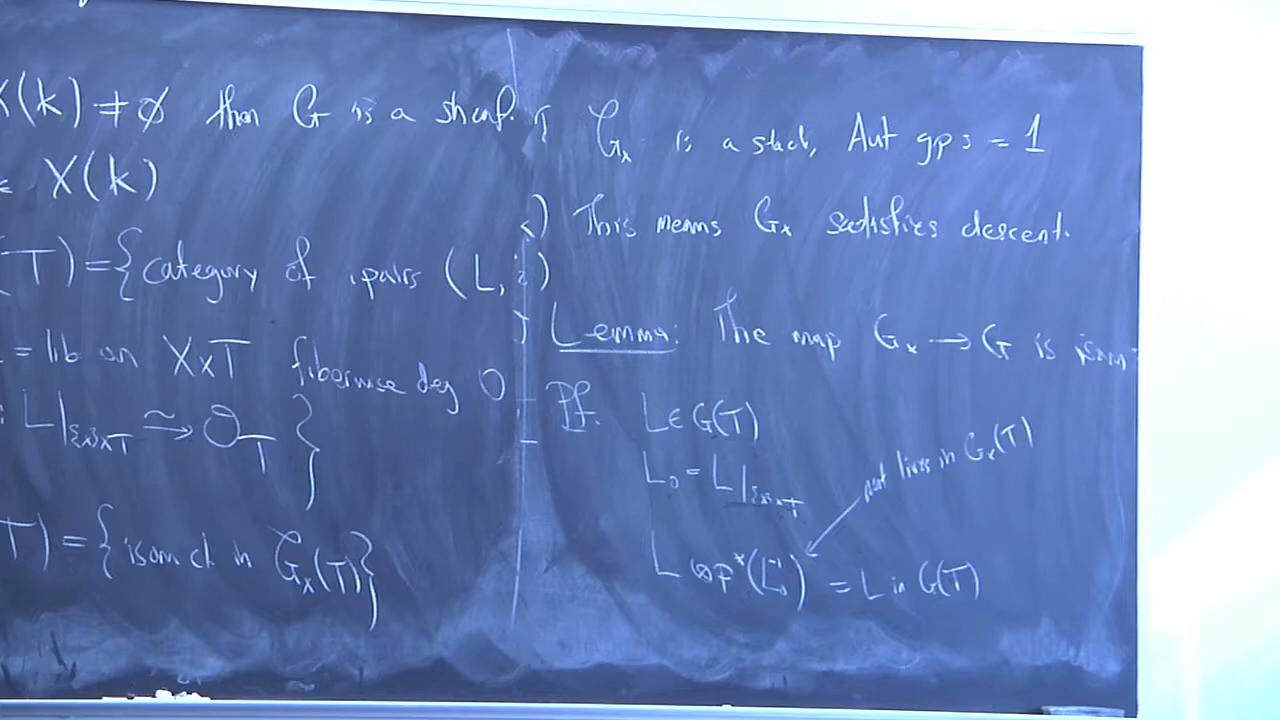 X(k) ≠ ∅ then G is a sheaf.
∈ X(k)
(T) = { category of pairs (L, i)
= lib on X×T fiberwise deg 0
: L|_{{x}×T} ≃→ O_T }
T) = { isom cl in 𝒢_x(T) }
𝒢_x is a stack, Aut gps = 1
This means G_x satisfies descent.
Lemma: The map G_x → G is isom
Pf. L ∈ G(T)
L_0 = L|_{{x}×T}
not lives in G_x(T)
L ⊗ p*(L_0^{-1}) = L in G(T)